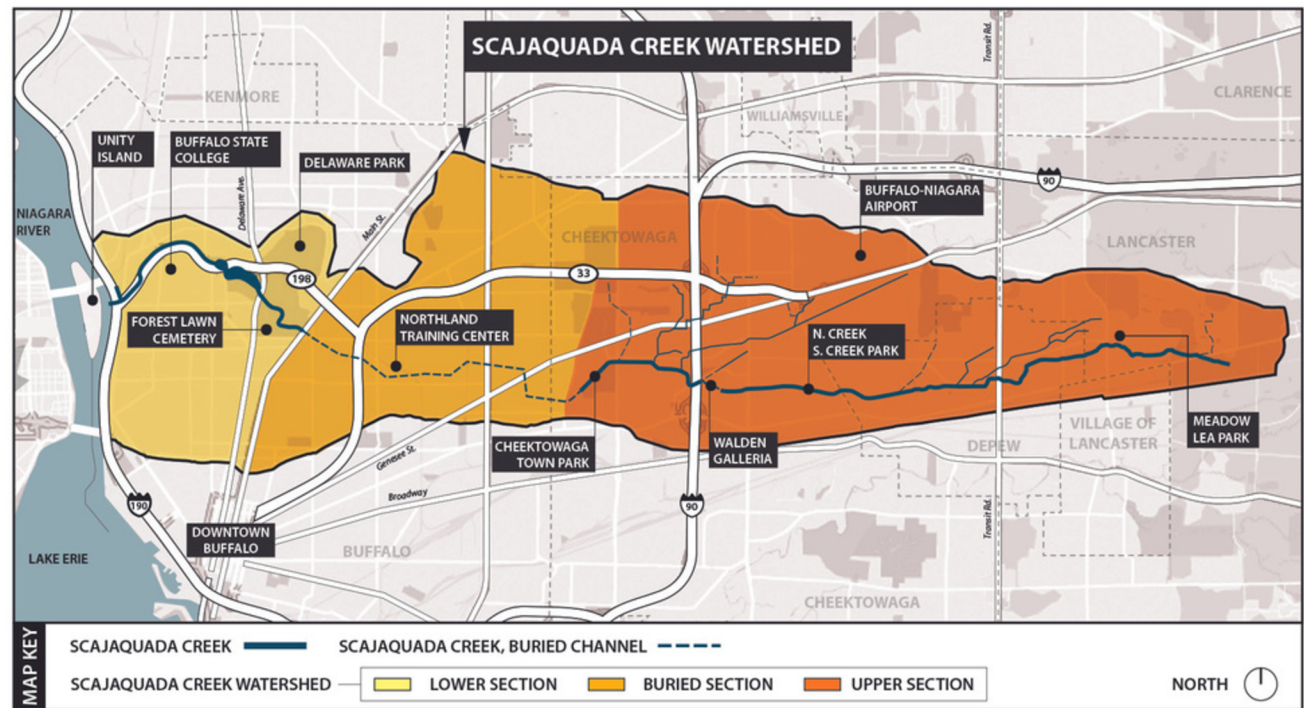 SCAJAQUADA CREEK WATERSHED
Transit Rd.
KENMORE
CLARENCE
WILLIAMSVILLE
UNITY
ISLAND
BUFFALO STATE
COLLEGE
DELAWARE PARK
Delaware Ave.
90
BUFFALO-NIAGARA
AIRPORT
NIAGARA
RIVER
Main St.
CHEEKTOWAGA
LANCASTER
198
33
FOREST LAWN
CEMETERY
NORTHLAND
TRAINING CENTER
N. CREEK
S. CREEK PARK
CHEEKTOWAGA
TOWN PARK
WALDEN
GALLERIA
MEADOW
LEA PARK
VILLAGE OF
LANCASTER
DEPEW
Genesee St.
Broadway
190
90
Transit Rd.
DOWNTOWN
BUFFALO
BUFFALO
LAKE ERIE
CHEEKTOWAGA
MAP KEY
SCAJAQUADA CREEK
SCAJAQUADA CREEK, BURIED CHANNEL
SCAJAQUADA CREEK WATERSHED
LOWER SECTION
BURIED SECTION
UPPER SECTION
NORTH